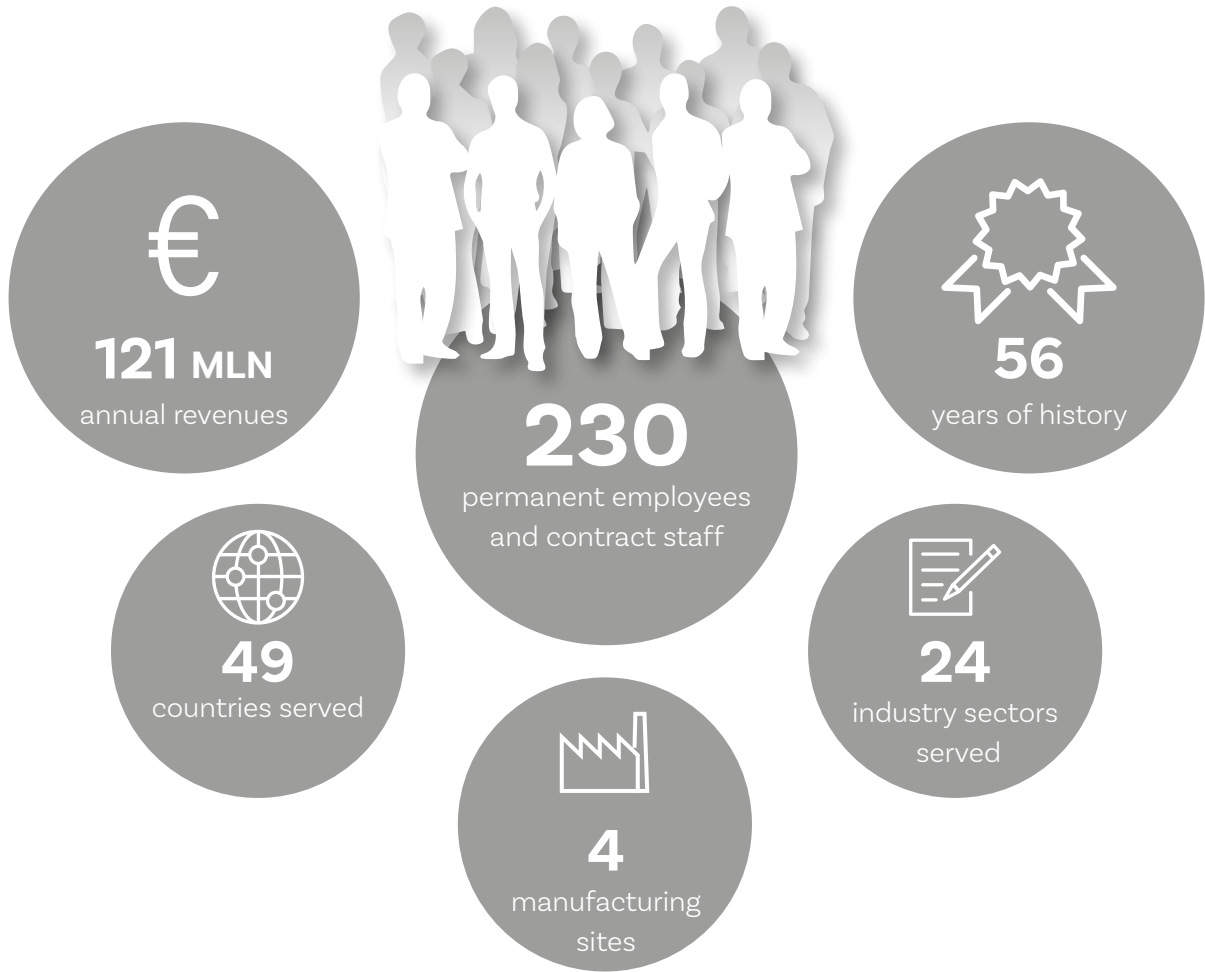 €
121 MLN
annual revenues
230
permanent employees
and contract staff
56
years of history
49
countries served
24
industry sectors
served
4
manufacturing
sites